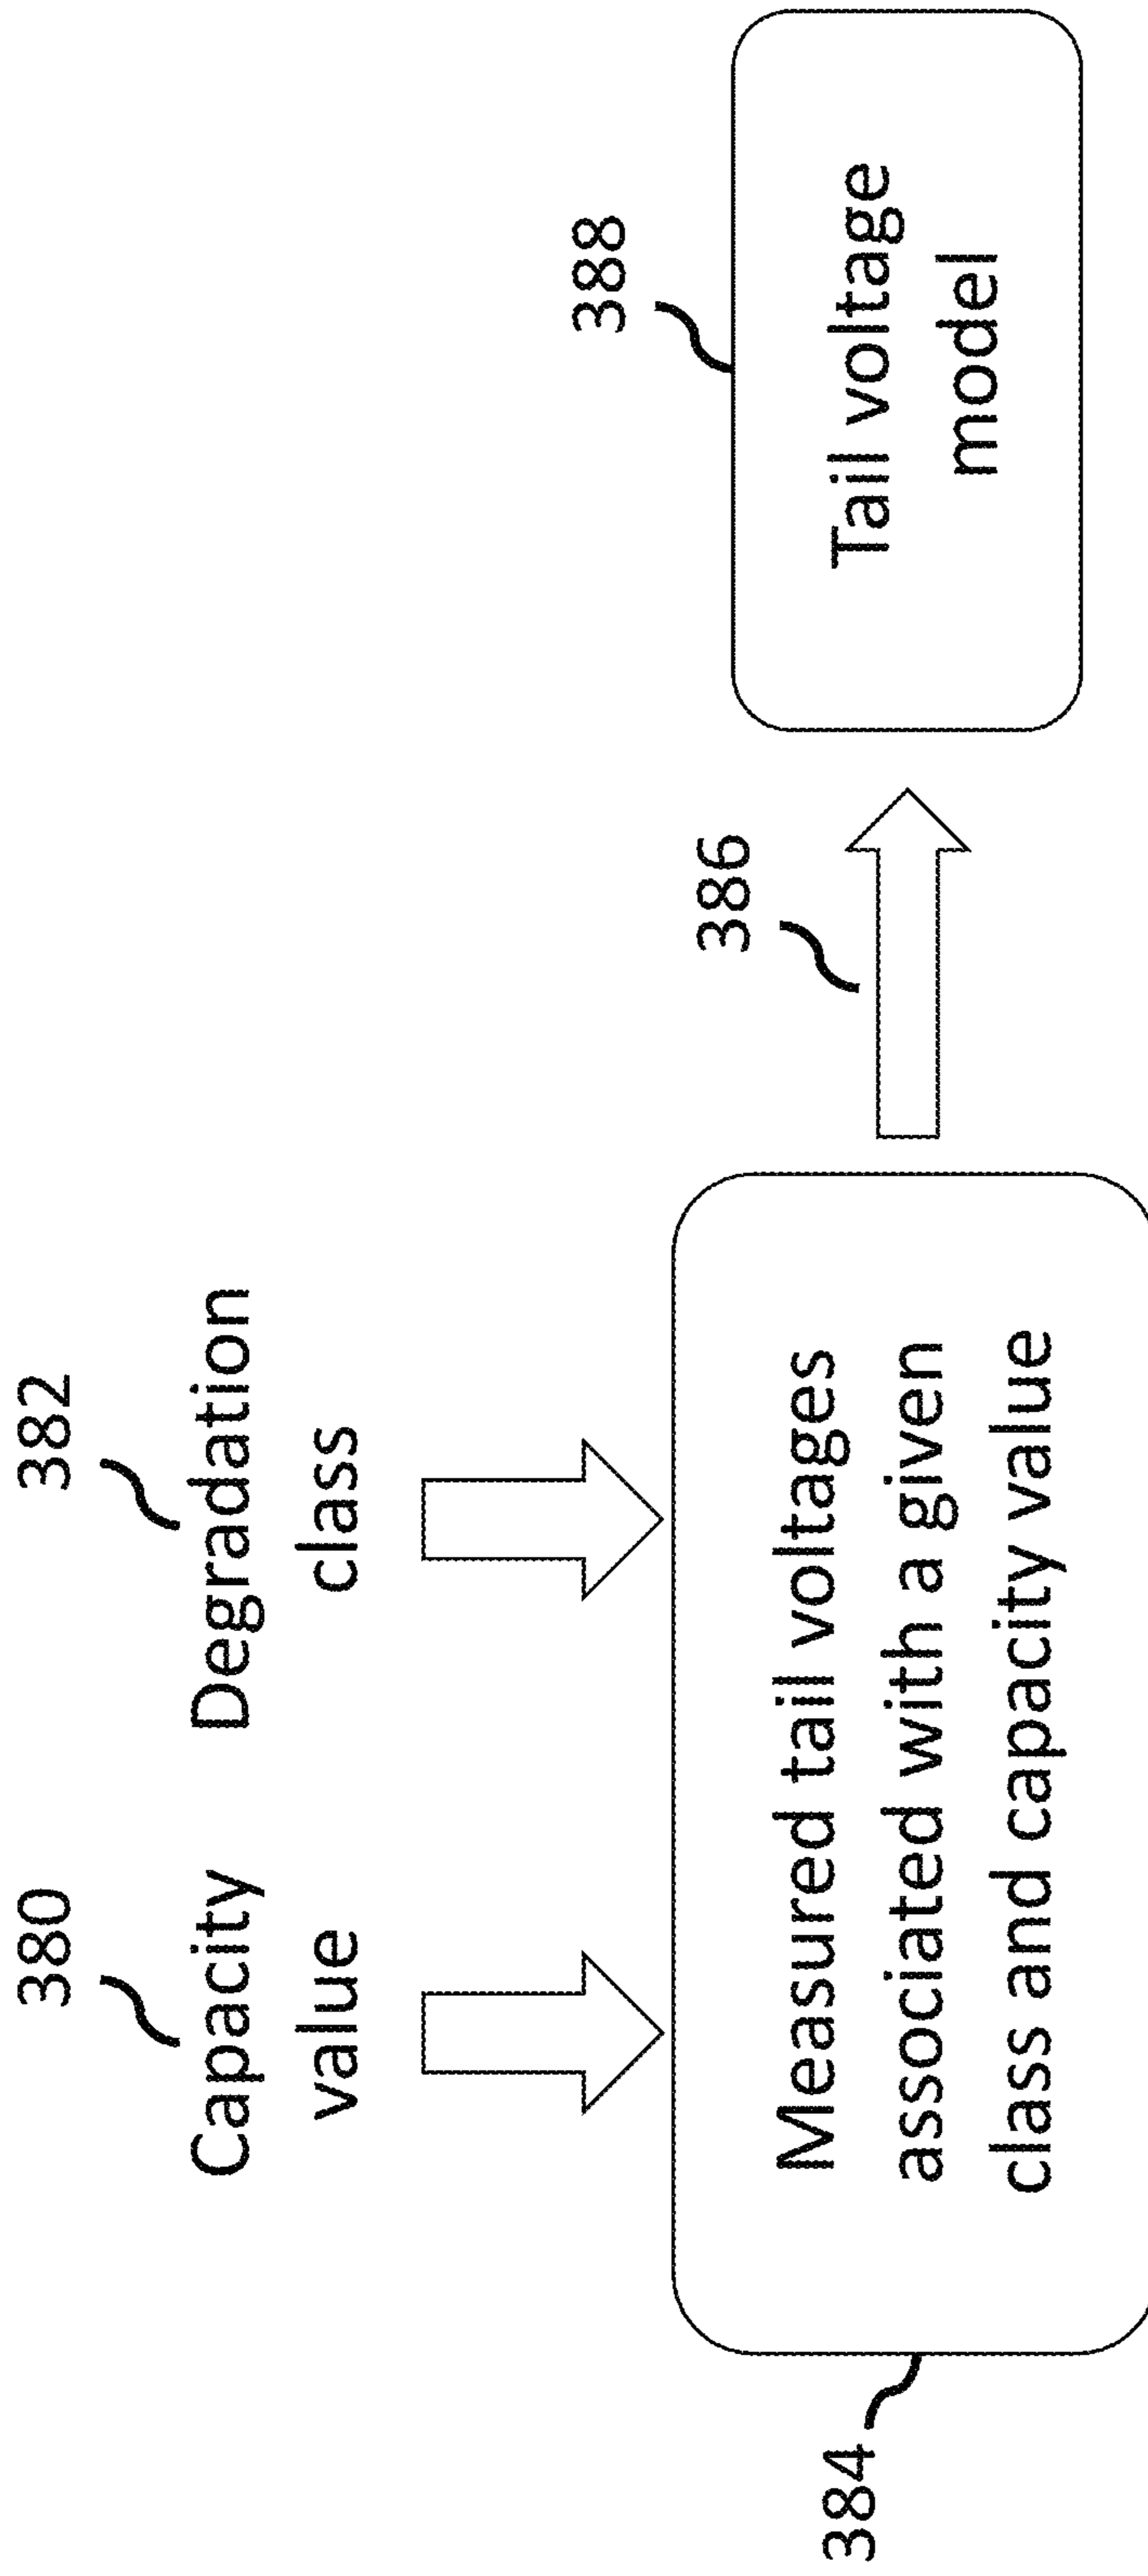 380
Capacity
value
382
Degradation
class
384
Measured tail voltages
associated with a given
class and capacity value
386
388
Tail voltage
model